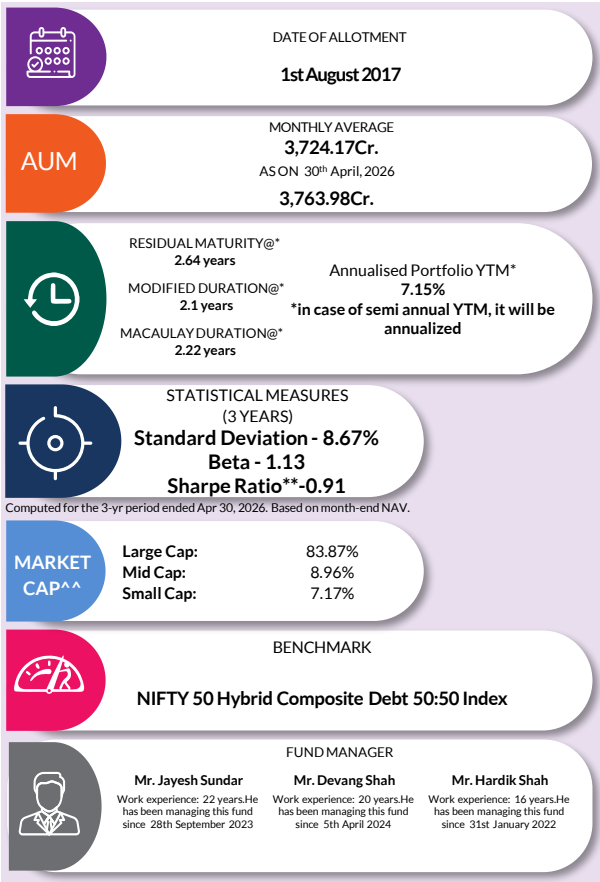 DATE OF ALLOTMENT
1st August 2017
AUM
MONTHLY AVERAGE
3,724.17Cr.
AS ON 30th April, 2026
3,763.98Cr.
RESIDUAL MATURITY@*
2.64 years
MODIFIED DURATION@*
2.1 years
MACAULAY DURATION@*
2.22 years
Annualised Portfolio YTM*
7.15%
*in case of semi annual YTM, it will be
annualized
STATISTICAL MEASURES
(3 YEARS)
Standard Deviation - 8.67%
Beta - 1.13
Sharpe Ratio**-0.91
Computed for the 3-yr period ended Apr 30, 2026. Based on month-end NAV.
MARKET
CAP^^
Large Cap: 83.87%
Mid Cap: 8.96%
Small Cap: 7.17%
BENCHMARK
NIFTY 50 Hybrid Composite Debt 50:50 Index
FUND MANAGER
Mr. Jayesh Sundar
Work experience: 22 years.He
has been managing this fund
since 28th September 2023
Mr. Devang Shah
Work experience: 20 years.He
has been managing this fund
since 5th April 2024
Mr. Hardik Shah
Work experience: 16 years.He
has been managing this fund
since 31st January 2022